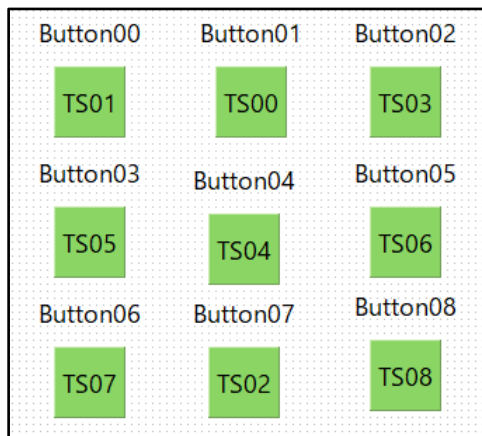 Button00 Button01 Button02
TS01 TS00 TS03
Button03 Button04 Button05
TS05 TS04 TS06
Button06 Button07 Button08
TS07 TS02 TS08